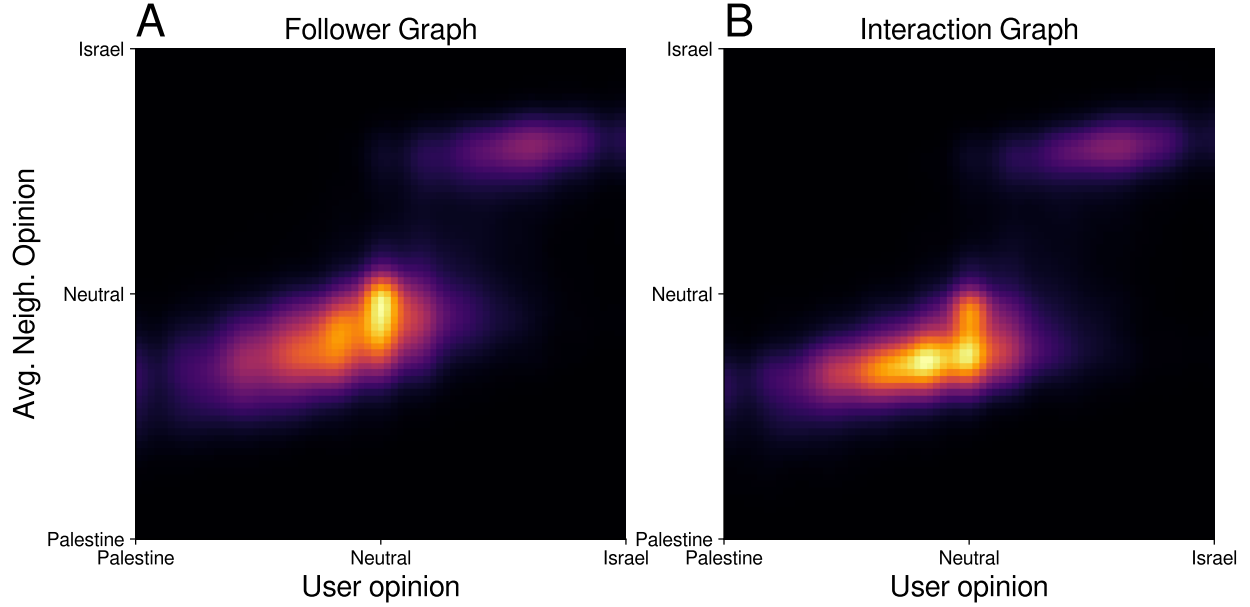 A
Follower Graph
Israel
Neutral
Palestine
Avg. Neigh. Opinion
Palestine Neutral Israel
User opinion
B
Interaction Graph
Israel
Neutral
Palestine
Palestine Neutral Israel
User opinion